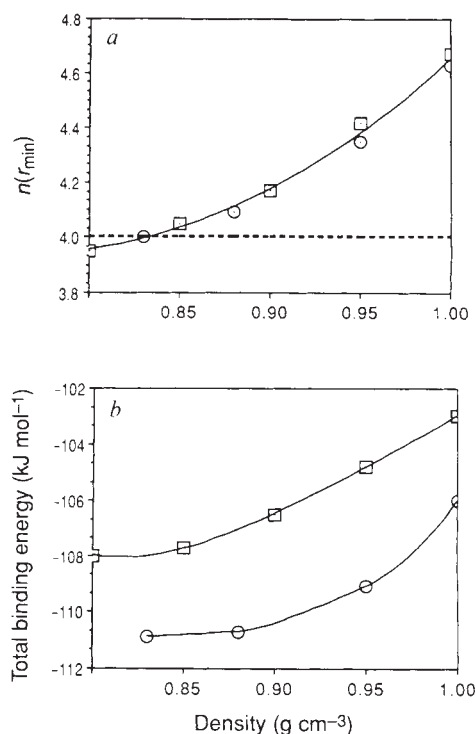 a
n(r_min)
4.8
4.6
4.4
4.2
4.0
3.8
0.85 0.90 0.95 1.00
b
Total binding energy (kJ mol⁻¹)
-102
-104
-106
-108
-110
-112
0.85 0.90 0.95 1.00
Density (g cm⁻³)